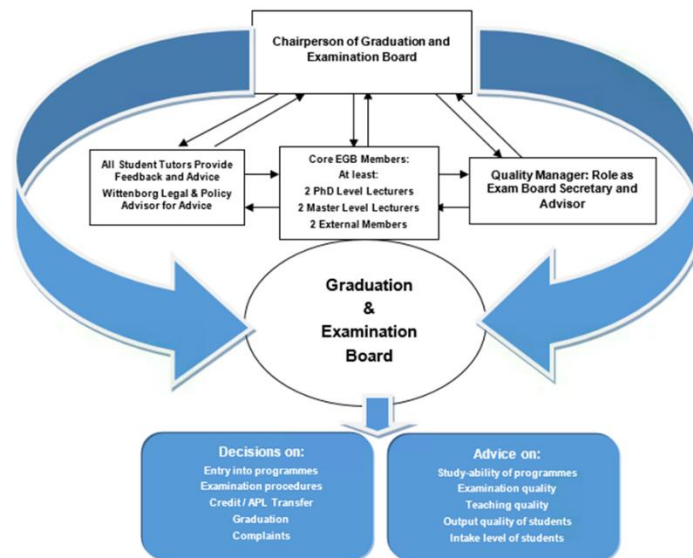 Chairperson of Graduation and
Examination Board
All Student Tutors Provide
Feedback and Advice
Wittenborg Legal & Policy
Advisor for Advice
Core EGB Members:
At least:
2 PhD Level Lecturers
2 Master Level Lecturers
2 External Members
Quality Manager: Role as
Exam Board Secretary and
Advisor
Graduation
&
Examination
Board
Decisions on:
Entry into programmes
Examination procedures
Credit / APL Transfer
Graduation
Complaints
Advice on:
Study-ability of programmes
Examination quality
Teaching quality
Output quality of students
Intake level of students